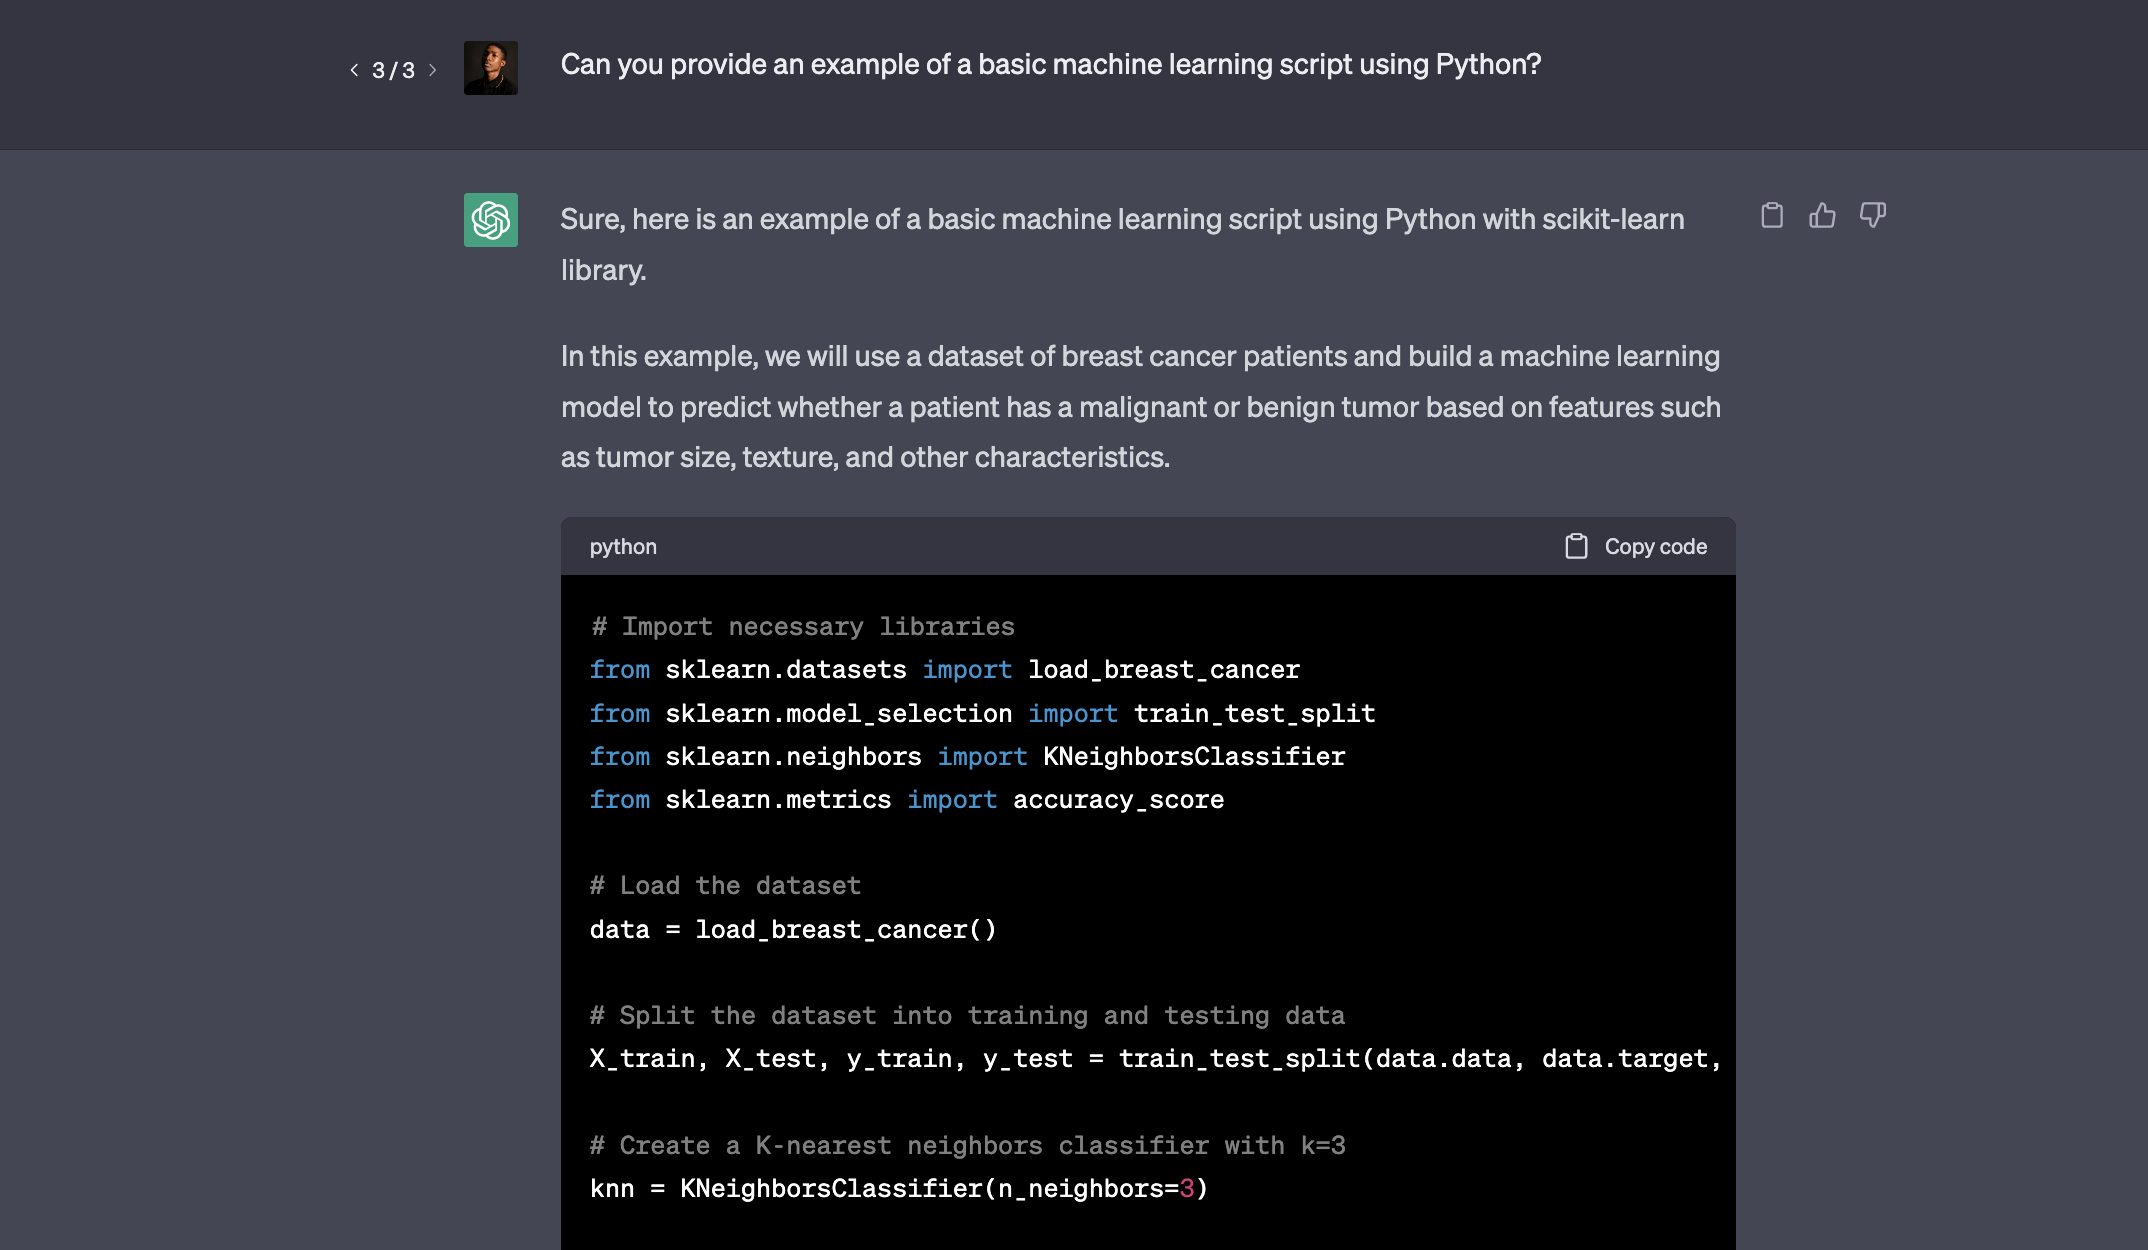 < 3 / 3 >
Can you provide an example of a basic machine learning script using Python?
Sure, here is an example of a basic machine learning script using Python with scikit-learn
library.
In this example, we will use a dataset of breast cancer patients and build a machine learning
model to predict whether a patient has a malignant or benign tumor based on features such
as tumor size, texture, and other characteristics.
python
Copy code
# Import necessary libraries
from sklearn.datasets import load_breast_cancer
from sklearn.model_selection import train_test_split
from sklearn.neighbors import KNeighborsClassifier
from sklearn.metrics import accuracy_score
# Load the dataset
data = load_breast_cancer()
# Split the dataset into training and testing data
X_train, X_test, y_train, y_test = train_test_split(data.data, data.target,
# Create a K-nearest neighbors classifier with k=3
knn = KNeighborsClassifier(n_neighbors=3)